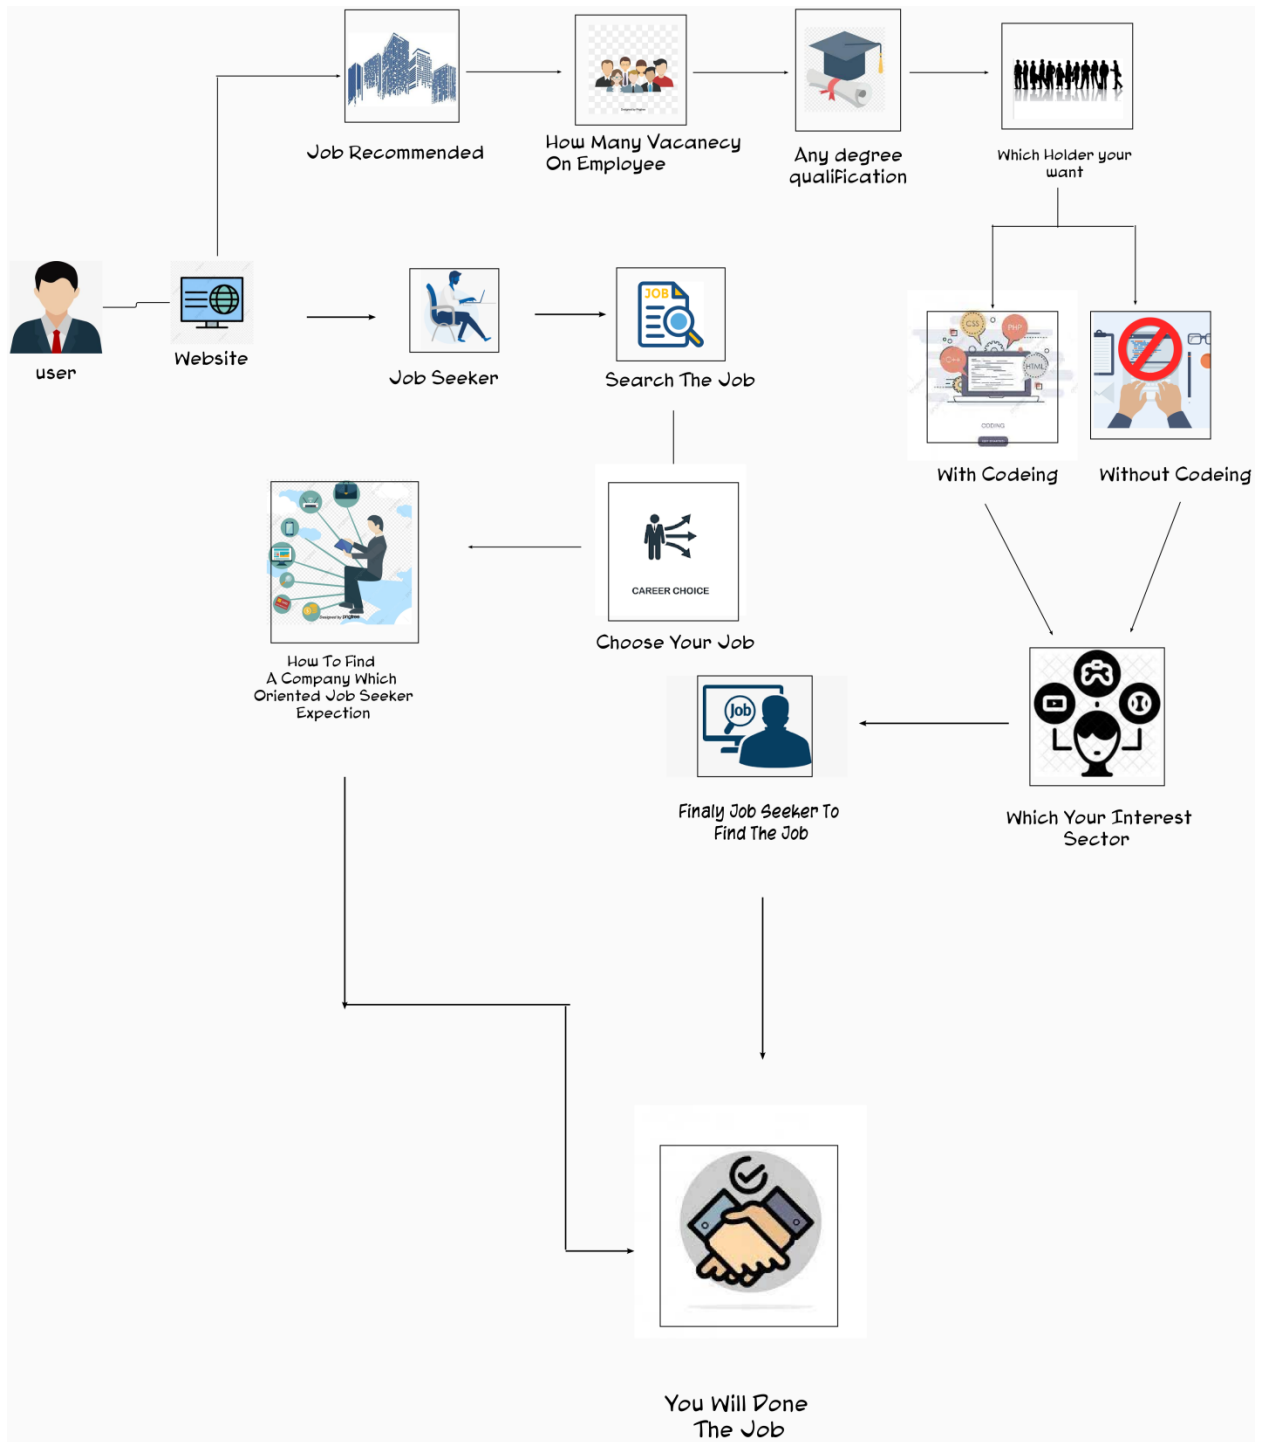 Job Recommended
How Many Vacanecy
On Employee
Any degree
qualification
Which Holder your
want
user
Website
Job Seeker
JOB
Search The Job
CSS
PHP
C++
HTML
CODING
With Codeing
Without Codeing
CAREER CHOICE
Choose Your Job
Designed by pngtree
How To Find
A Company Which
Oriented Job Seeker
Expection
Job
Finaly Job Seeker To
Find The Job
Which Your Interest
Sector
You Will Done
The Job